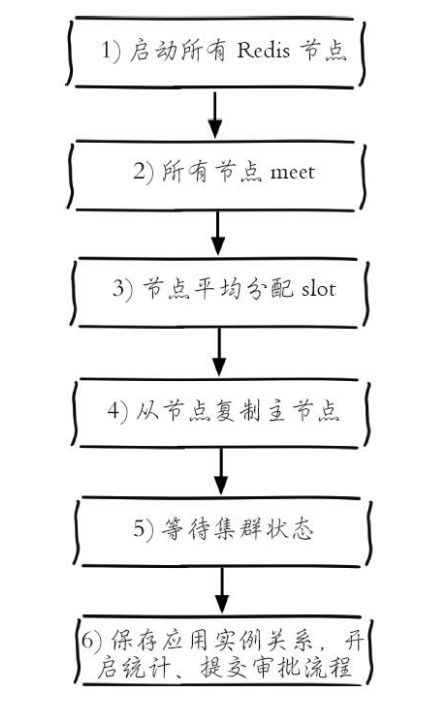 1) 启动所有 Redis 节点
2) 所有节点 meet
3) 节点平均分配 slot
4) 从节点复制主节点
5) 等待集群状态
6) 保存应用实例关系，开
启统计、提交审批流程